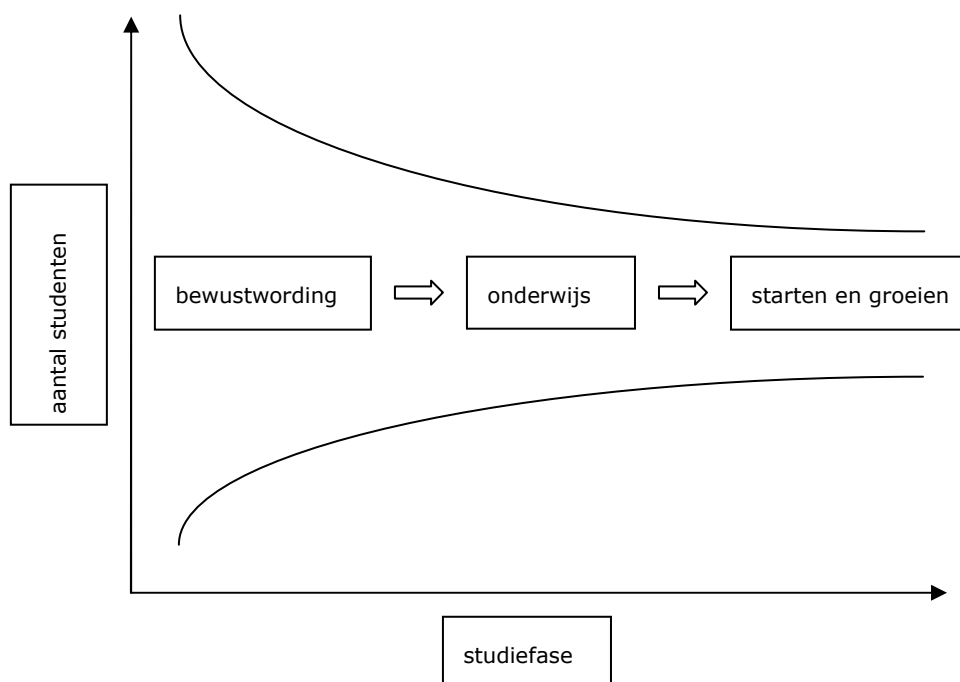 aantal studenten
bewustwording
onderwijs
starten en groeien
studiefase